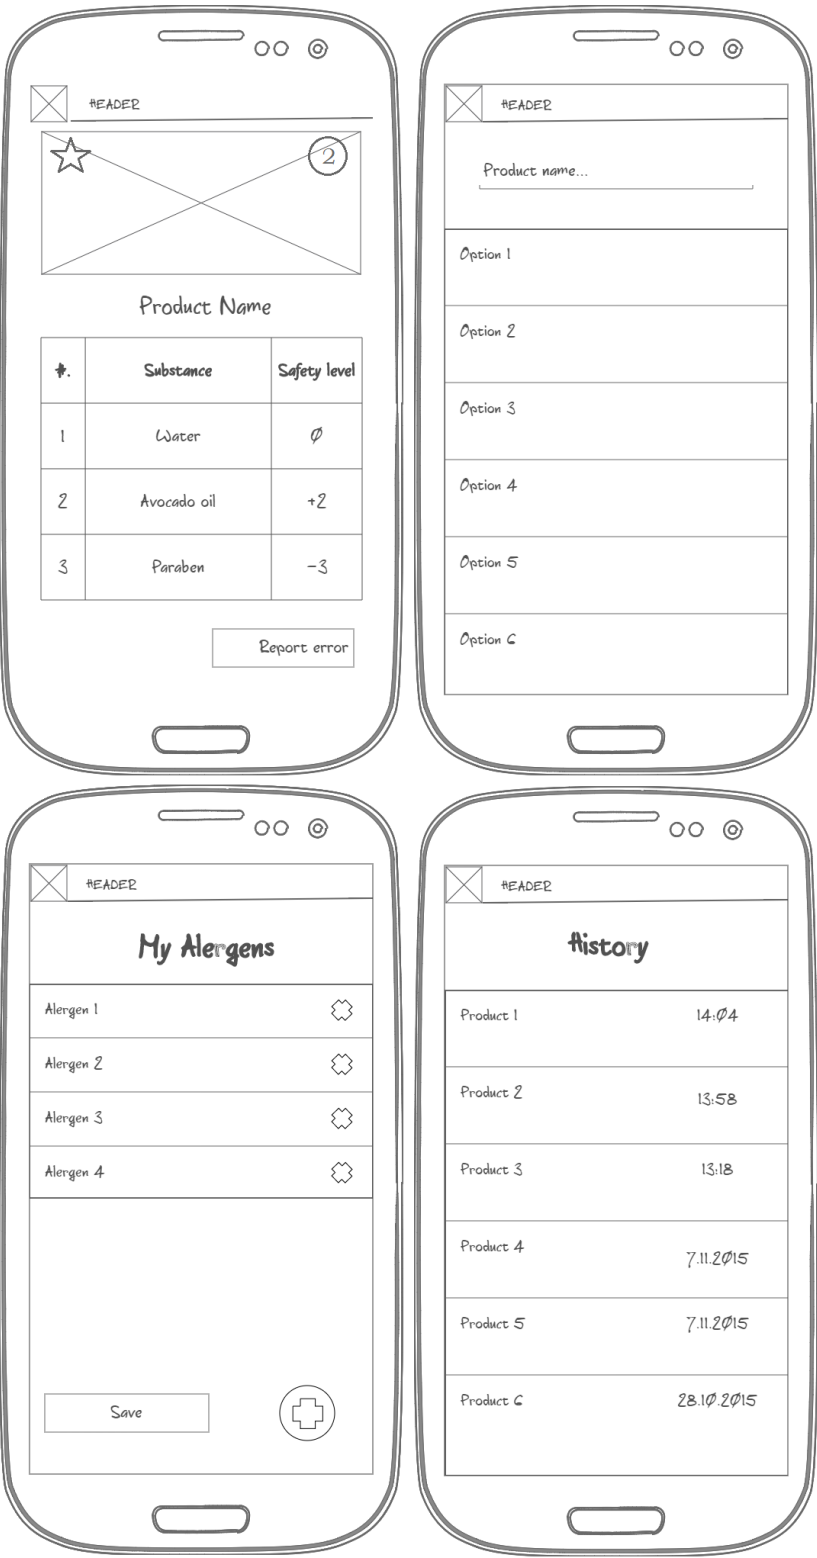 HEADER
2
Product Name
#. Substance Safety level
1 Water 0
2 Avocado oil +2
3 Paraben -3
Report error
HEADER
Product name...
Option 1
Option 2
Option 3
Option 4
Option 5
Option 6
HEADER
My Alergens
Alergen 1
Alergen 2
Alergen 3
Alergen 4
Save
HEADER
History
Product 1 14:04
Product 2 13:58
Product 3 13:18
Product 4 7.11.2015
Product 5 7.11.2015
Product 6 28.10.2015